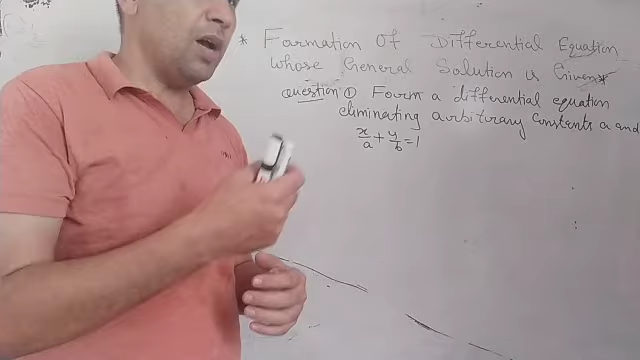 * Formation Of Differential Equation
whose General Solution is Given*
Question ① Form a differential equation
eliminating arbitrary constants a and
x/a + y/b = 1